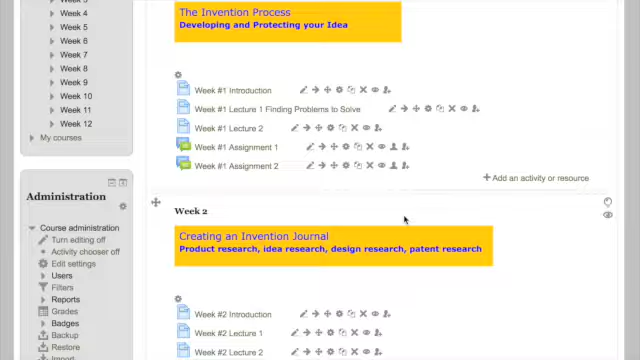 Week 3
Week 4
Week 5
Week 6
Week 7
Week 8
Week 9
Week 10
Week 11
Week 12
My courses
Administration
Course administration
Turn editing off
Activity chooser off
Edit settings
Users
Filters
Reports
Grades
Badges
Backup
Restore
Import
The Invention Process
Developing and Protecting your Idea
Week #1 Introduction
Week #1 Lecture 1 Finding Problems to Solve
Week #1 Lecture 2
Week #1 Assignment 1
Week #1 Assignment 2
Add an activity or resource
Week 2
Creating an Invention Journal
Product research, idea research, design research, patent research
Week #2 Introduction
Week #2 Lecture 1
Week #2 Lecture 2